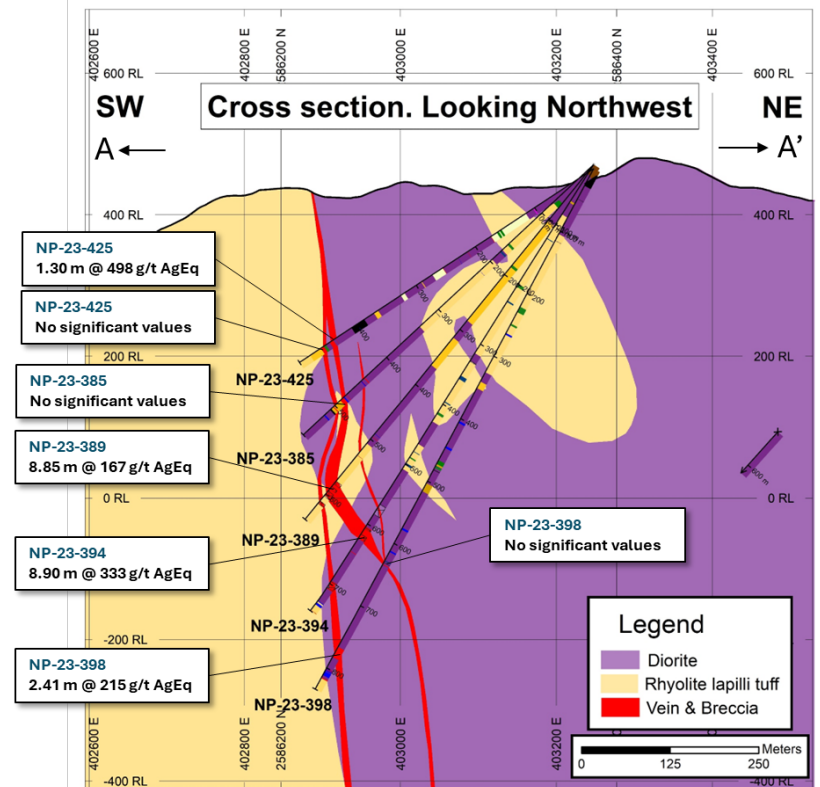 402600 E
402800 E
586200 N
403000 E
403200 E
586400 N
403400 E
600 RL
600 RL
SW
Cross section. Looking Northwest
NE
A
A'
400 RL
400 RL
NP-23-425
1.30 m @ 498 g/t AgEq
NP-23-425
No significant values
200 RL
200 RL
NP-23-425
NP-23-385
No significant values
NP-23-385
NP-23-389
8.85 m @ 167 g/t AgEq
600 m
0 RL
0 RL
NP-23-389
NP-23-398
No significant values
NP-23-394
8.90 m @ 333 g/t AgEq
NP-23-394
-200 RL
-200 RL
NP-23-398
2.41 m @ 215 g/t AgEq
NP-23-398
Legend
Diorite
Rhyolite lapilli tuff
Vein & Breccia
Meters
0
125
250
402600 E
402800 E
2586200 N
403000 E
403200 E
-400 RL
-400 RL